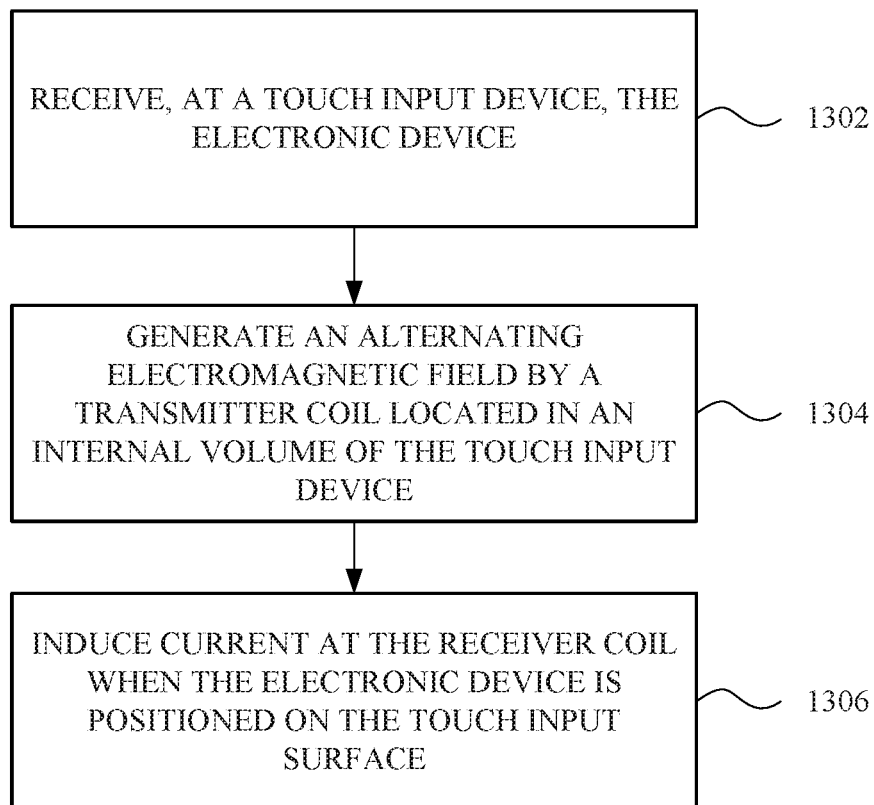 RECEIVE, AT A TOUCH INPUT DEVICE, THE
ELECTRONIC DEVICE
1302
GENERATE AN ALTERNATING
ELECTROMAGNETIC FIELD BY A
TRANSMITTER COIL LOCATED IN AN
INTERNAL VOLUME OF THE TOUCH INPUT
DEVICE
1304
INDUCE CURRENT AT THE RECEIVER COIL
WHEN THE ELECTRONIC DEVICE IS
POSITIONED ON THE TOUCH INPUT
SURFACE
1306